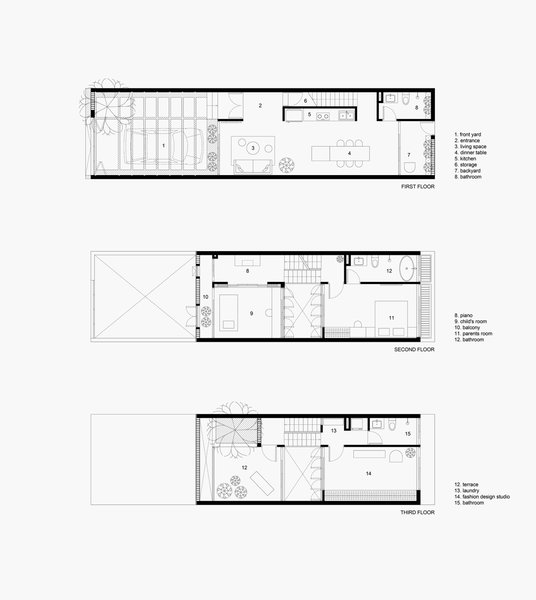 1
2
3
4
5
6
7
8
FIRST FLOOR
1. front yard
2. entrance
3. living space
4. dinner table
5. kitchen
6. storage
7. backyard
8. bathroom
8
9
10
11
12
SECOND FLOOR
8. piano
9. child's room
10. balcony
11. parents room
12. bathroom
12
13
14
15
THIRD FLOOR
12. terrace
13. laundry
14. fashion design studio
15. bathroom